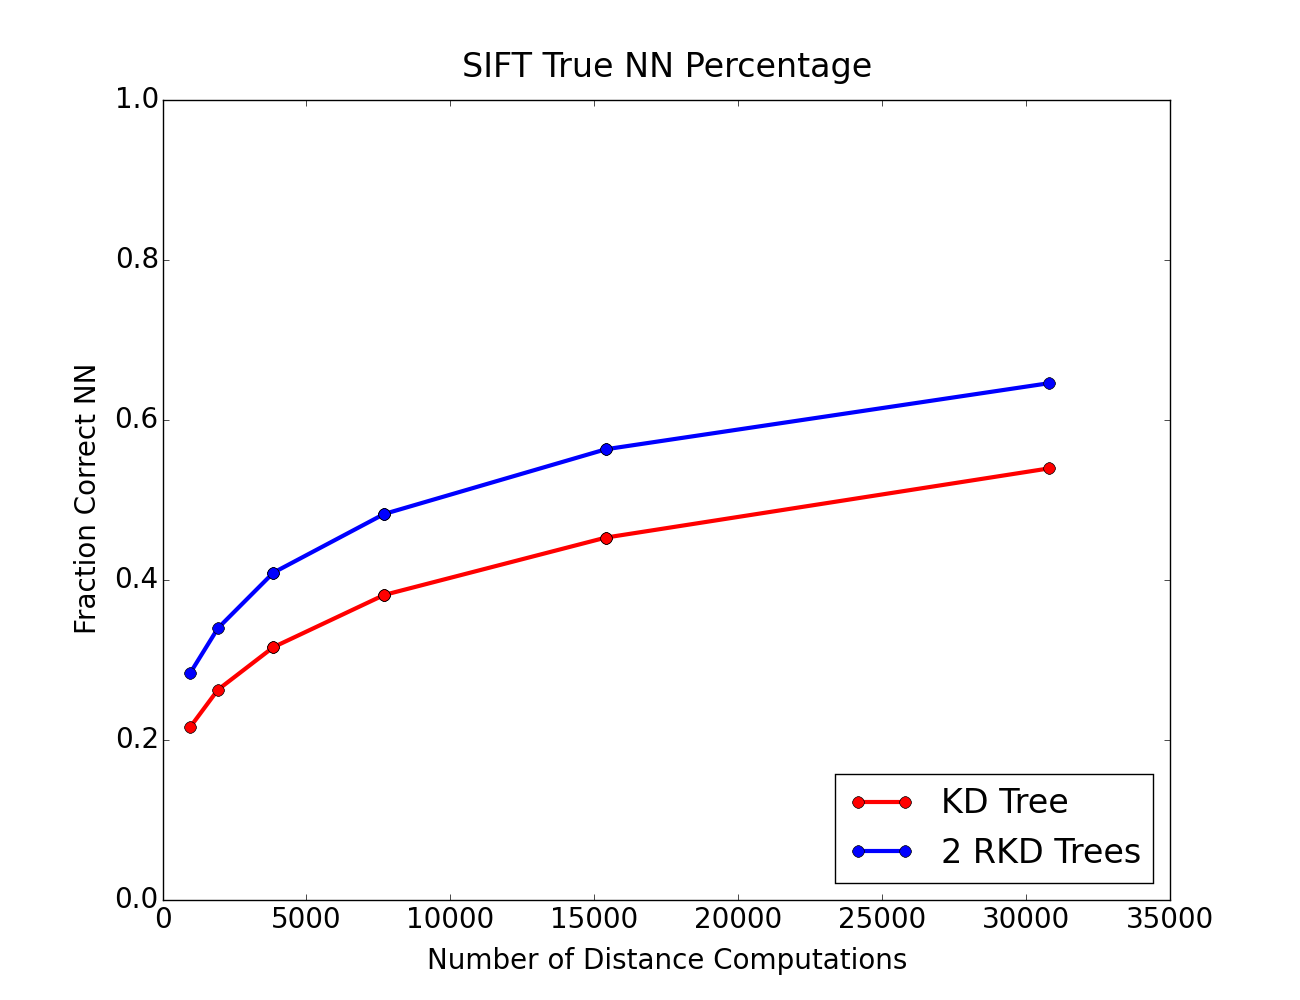 SIFT True NN Percentage
1.0
0.8
0.6
0.4
0.2
0.0
Fraction Correct NN
0 5000 10000 15000 20000 25000 30000 35000
Number of Distance Computations
KD Tree
2 RKD Trees